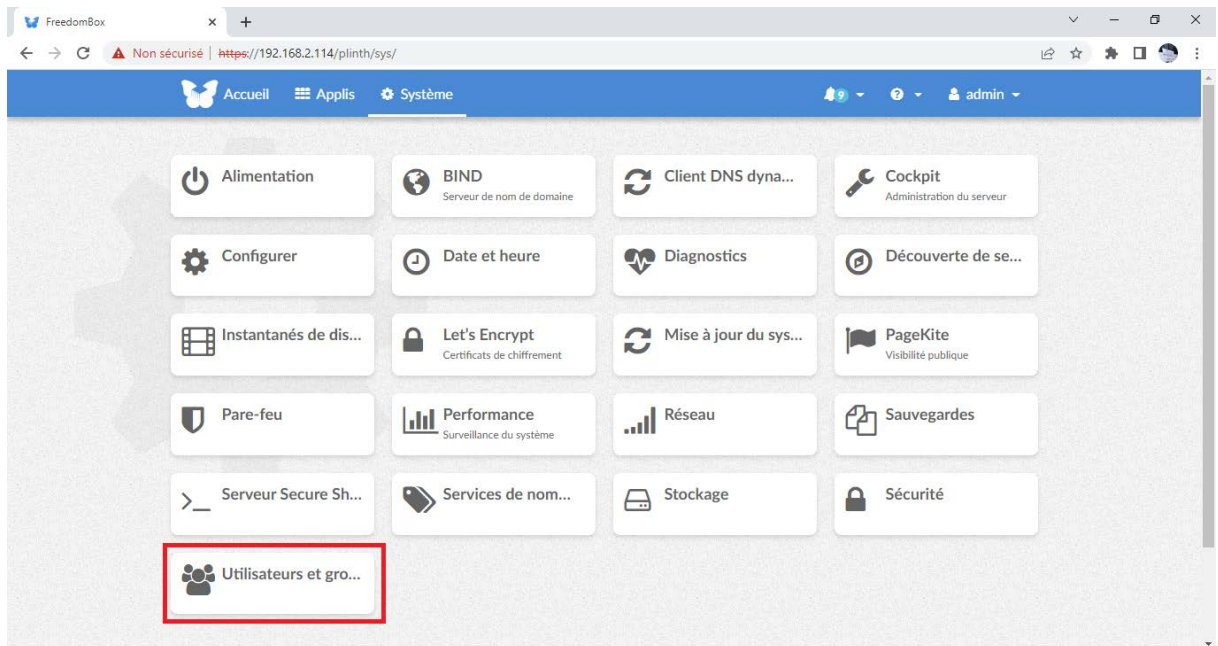 FreedomBox
Non sécurisé | https://192.168.2.114/plinth/sys/
Accueil Applis Système 9 admin
Alimentation
BIND
Serveur de nom de domaine
Client DNS dyna...
Cockpit
Administration du serveur
Configurer
Date et heure
Diagnostics
Découverte de se...
Instantanés de dis...
Let's Encrypt
Certificats de chiffrement
Mise à jour du sys...
PageKite
Visibilité publique
Pare-feu
Performance
Surveillance du système
Réseau
Sauvegardes
Serveur Secure Sh...
Services de nom...
Stockage
Sécurité
Utilisateurs et gro...